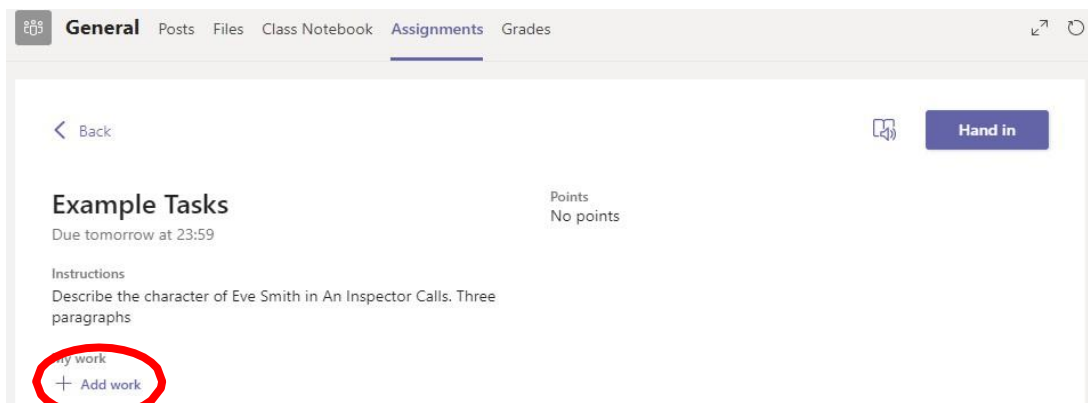 General Posts Files Class Notebook Assignments Grades
Back
Hand in
Example Tasks
Due tomorrow at 23:59
Points
No points
Instructions
Describe the character of Eve Smith in An Inspector Calls. Three
paragraphs
My work
+ Add work